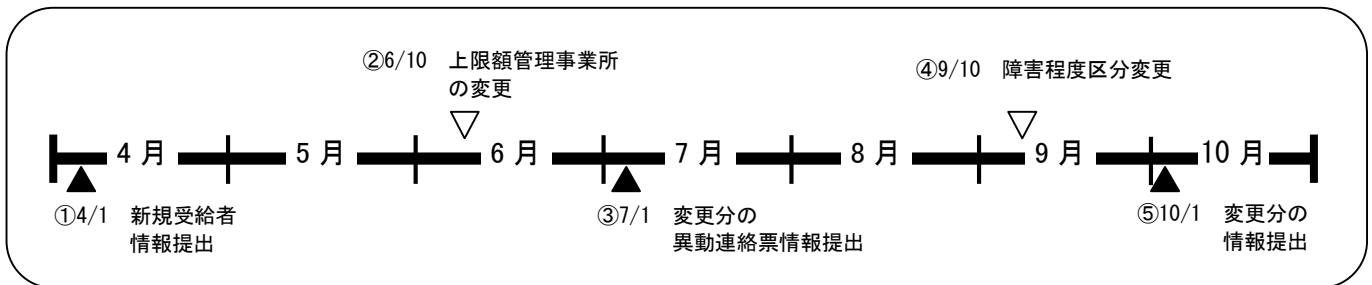 ②6/10 上限額管理事業所
の変更
④9/10 障害程度区分変更
4月 5月 6月 7月 8月 9月 10月
①4/1 新規受給者
情報提出
③7/1 変更分の
異動連絡票情報提出
⑤10/1 変更分の
情報提出